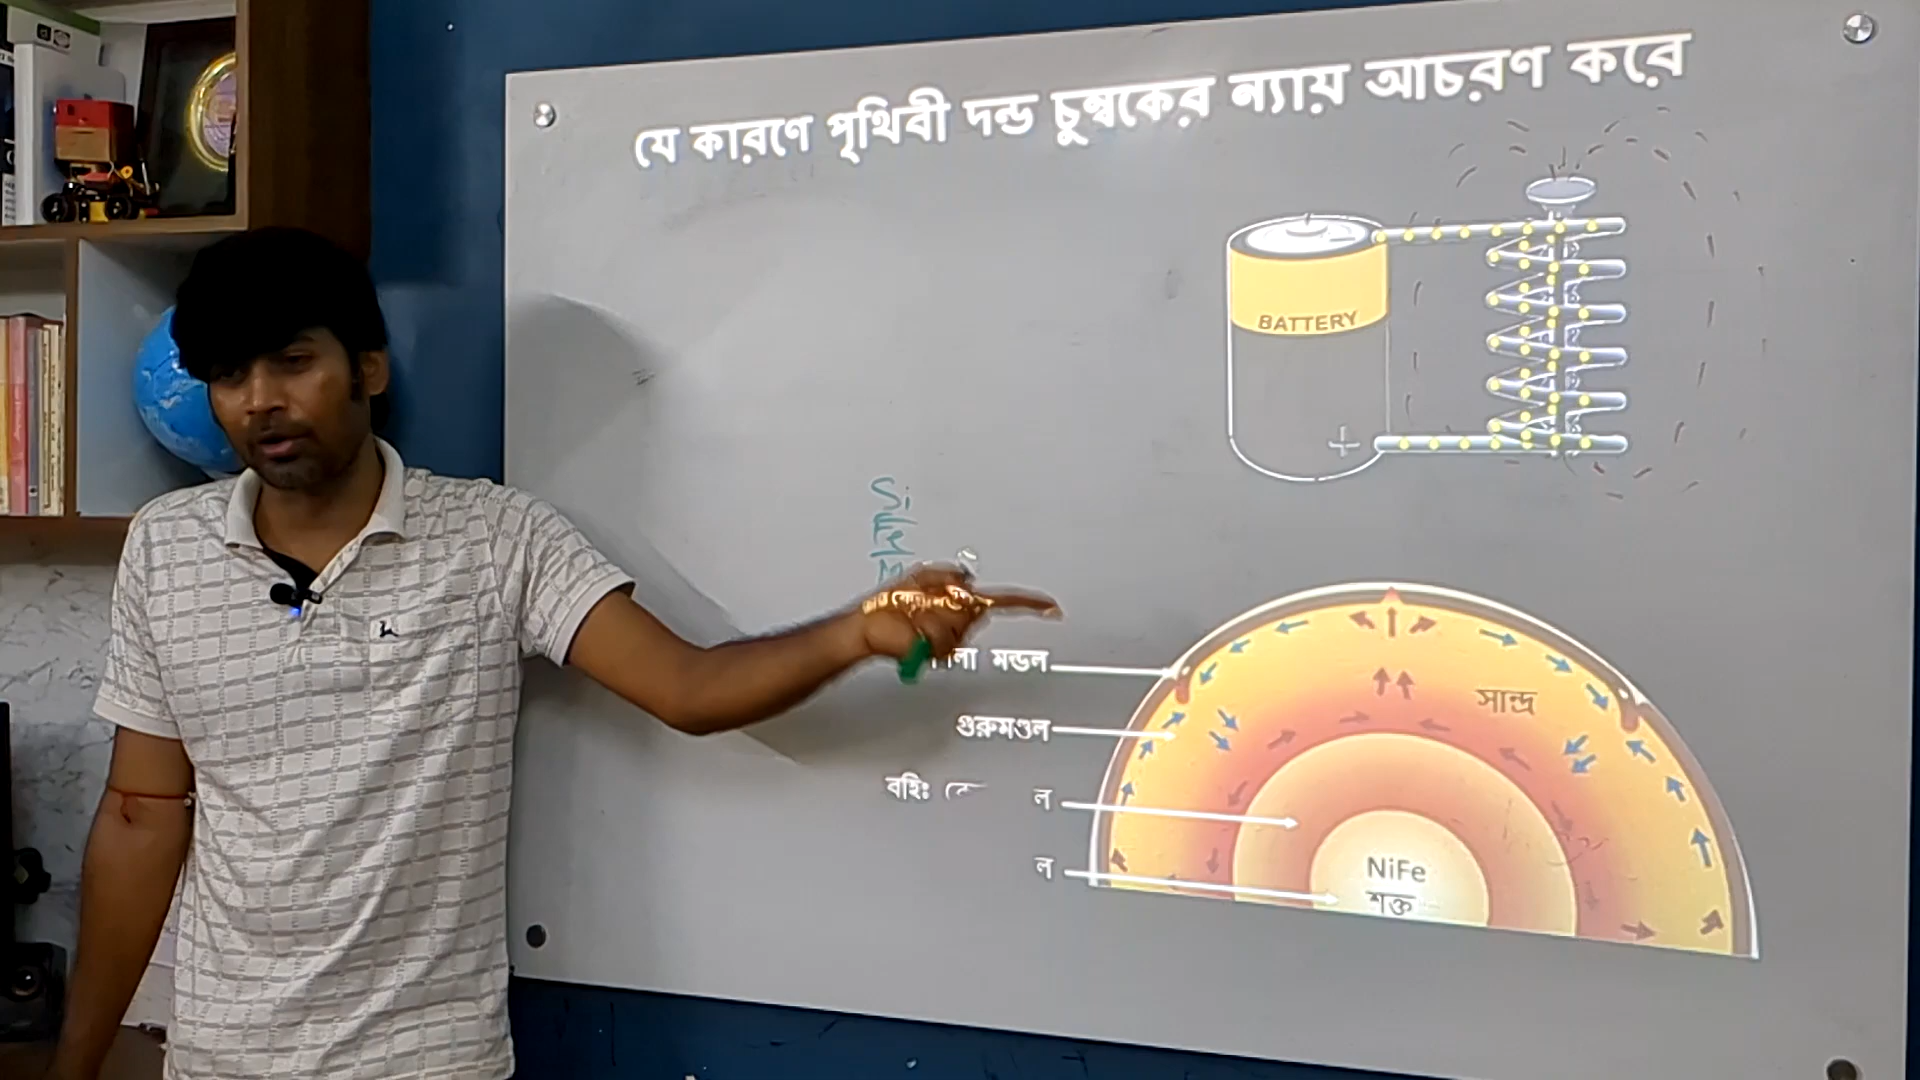 যে কারণে পৃথিবী দন্ড চুম্বকের ন্যায় আচরণ করে
BATTERY
মন্ডল
গুরুমণ্ডল
সান্দ্র
বহিঃ
NiFe
শক্ত